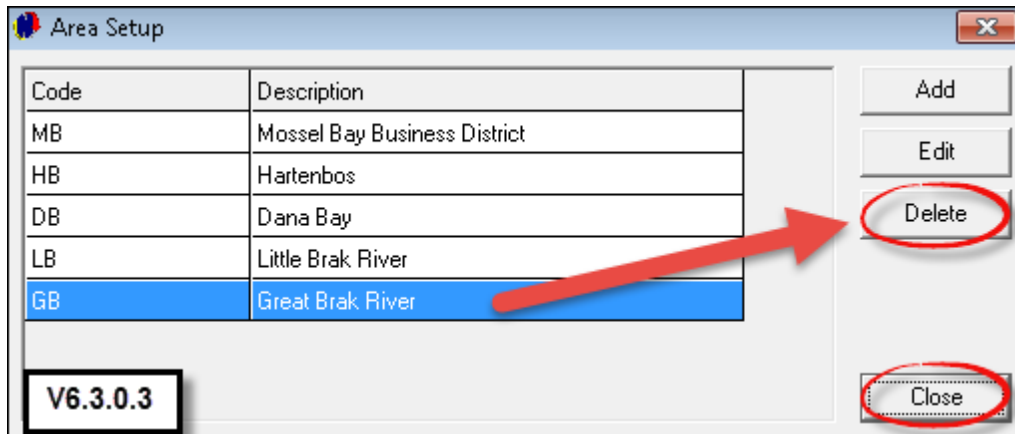 Area Setup
Code Description
MB Mossel Bay Business District
HB Hartenbos
DB Dana Bay
LB Little Brak River
GB Great Brak River
Add
Edit
Delete
Close
V6.3.0.3